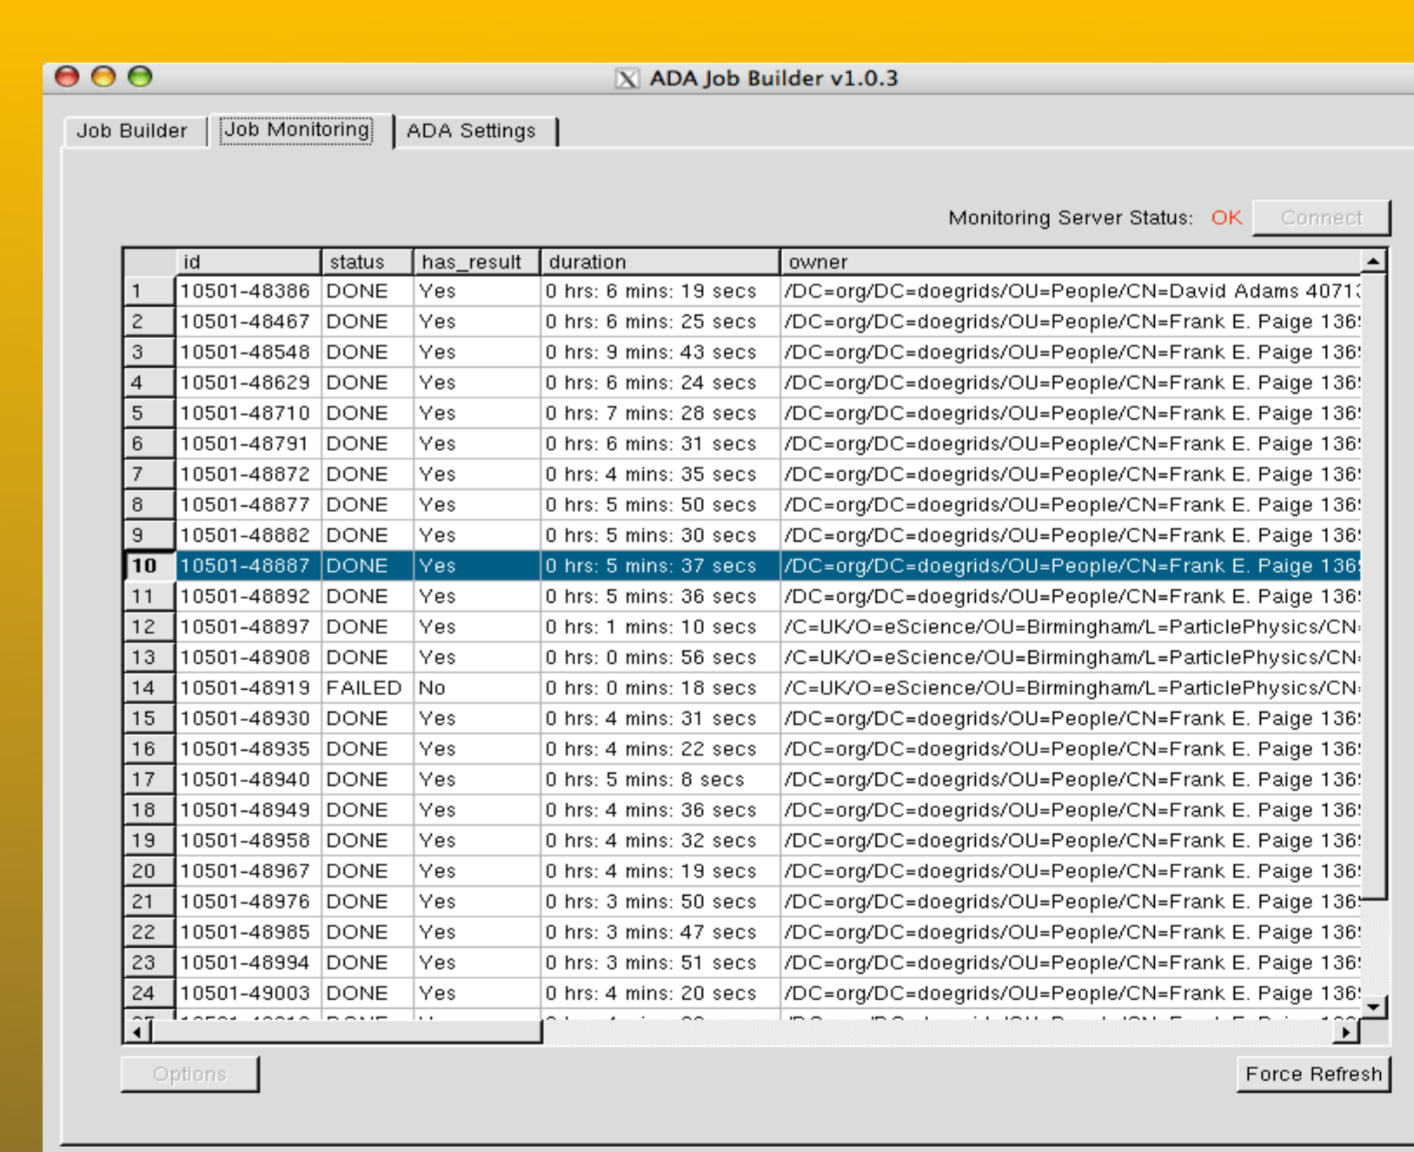 ADA Job Builder v1.0.3
Job Builder Job Monitoring ADA Settings
Monitoring Server Status: OK Connect
id status has_result duration owner
1 10501-48386 DONE Yes 0 hrs: 6 mins: 19 secs /DC=org/DC=doegrids/OU=People/CN=David Adams 4071
2 10501-48467 DONE Yes 0 hrs: 6 mins: 25 secs /DC=org/DC=doegrids/OU=People/CN=Frank E. Paige 136
3 10501-48548 DONE Yes 0 hrs: 9 mins: 43 secs /DC=org/DC=doegrids/OU=People/CN=Frank E. Paige 136
4 10501-48629 DONE Yes 0 hrs: 6 mins: 24 secs /DC=org/DC=doegrids/OU=People/CN=Frank E. Paige 136
5 10501-48710 DONE Yes 0 hrs: 7 mins: 28 secs /DC=org/DC=doegrids/OU=People/CN=Frank E. Paige 136
6 10501-48791 DONE Yes 0 hrs: 6 mins: 31 secs /DC=org/DC=doegrids/OU=People/CN=Frank E. Paige 136
7 10501-48872 DONE Yes 0 hrs: 4 mins: 35 secs /DC=org/DC=doegrids/OU=People/CN=Frank E. Paige 136
8 10501-48877 DONE Yes 0 hrs: 5 mins: 50 secs /DC=org/DC=doegrids/OU=People/CN=Frank E. Paige 136
9 10501-48882 DONE Yes 0 hrs: 5 mins: 30 secs /DC=org/DC=doegrids/OU=People/CN=Frank E. Paige 136
10 10501-48887 DONE Yes 0 hrs: 5 mins: 37 secs /DC=org/DC=doegrids/OU=People/CN=Frank E. Paige 136
11 10501-48892 DONE Yes 0 hrs: 5 mins: 36 secs /DC=org/DC=doegrids/OU=People/CN=Frank E. Paige 136
12 10501-48897 DONE Yes 0 hrs: 1 mins: 10 secs /C=UK/O=eScience/OU=Birmingham/L=ParticlePhysics/CN
13 10501-48908 DONE Yes 0 hrs: 0 mins: 56 secs /C=UK/O=eScience/OU=Birmingham/L=ParticlePhysics/CN
14 10501-48919 FAILED No 0 hrs: 0 mins: 18 secs /C=UK/O=eScience/OU=Birmingham/L=ParticlePhysics/CN
15 10501-48930 DONE Yes 0 hrs: 4 mins: 31 secs /DC=org/DC=doegrids/OU=People/CN=Frank E. Paige 136
16 10501-48935 DONE Yes 0 hrs: 4 mins: 22 secs /DC=org/DC=doegrids/OU=People/CN=Frank E. Paige 136
17 10501-48940 DONE Yes 0 hrs: 5 mins: 8 secs /DC=org/DC=doegrids/OU=People/CN=Frank E. Paige 136
18 10501-48949 DONE Yes 0 hrs: 4 mins: 36 secs /DC=org/DC=doegrids/OU=People/CN=Frank E. Paige 136
19 10501-48958 DONE Yes 0 hrs: 4 mins: 32 secs /DC=org/DC=doegrids/OU=People/CN=Frank E. Paige 136
20 10501-48967 DONE Yes 0 hrs: 4 mins: 19 secs /DC=org/DC=doegrids/OU=People/CN=Frank E. Paige 136
21 10501-48976 DONE Yes 0 hrs: 3 mins: 50 secs /DC=org/DC=doegrids/OU=People/CN=Frank E. Paige 136
22 10501-48985 DONE Yes 0 hrs: 3 mins: 47 secs /DC=org/DC=doegrids/OU=People/CN=Frank E. Paige 136
23 10501-48994 DONE Yes 0 hrs: 3 mins: 51 secs /DC=org/DC=doegrids/OU=People/CN=Frank E. Paige 136
24 10501-49003 DONE Yes 0 hrs: 4 mins: 20 secs /DC=org/DC=doegrids/OU=People/CN=Frank E. Paige 136
Options Force Refresh